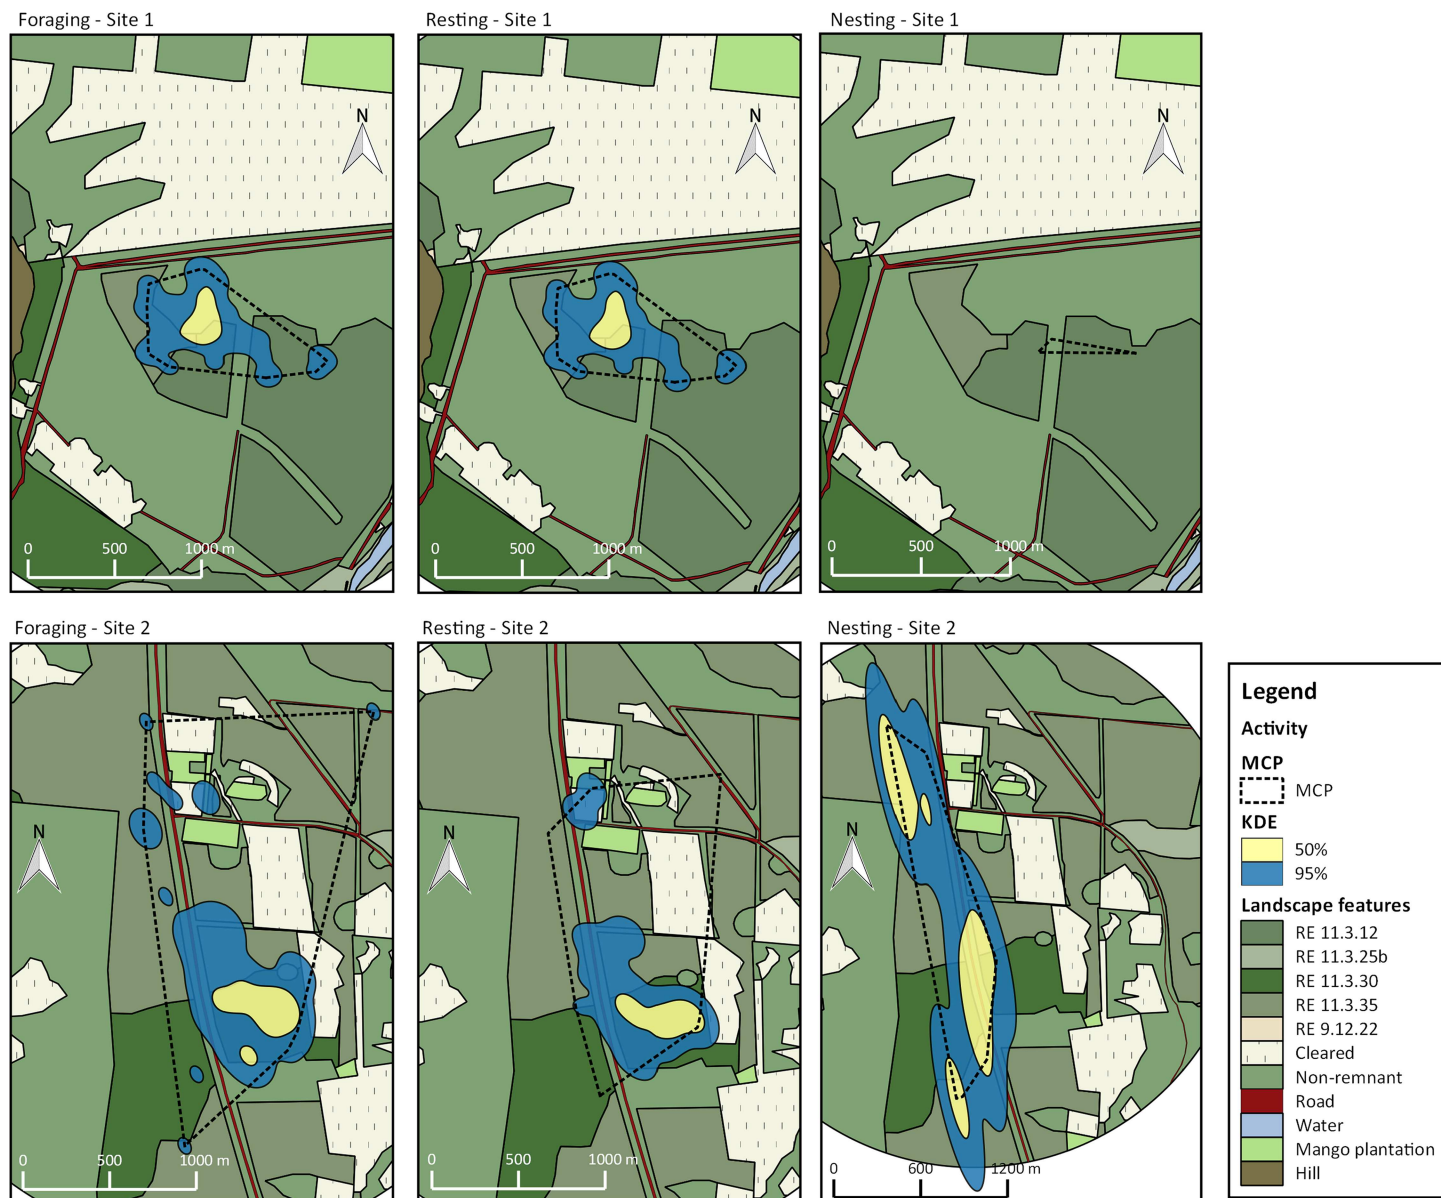 Foraging - Site 1
Resting - Site 1
Nesting - Site 1
N
N
N
0 500 1000 m
0 500 1000 m
0 500 1000 m
Foraging - Site 2
Resting - Site 2
Nesting - Site 2
N
N
N
0 500 1000 m
0 500 1000 m
0 600 1200 m
Legend
Activity
MCP
MCP
KDE
50%
95%
Landscape features
RE 11.3.12
RE 11.3.25b
RE 11.3.30
RE 11.3.35
RE 9.12.22
Cleared
Non-remnant
Road
Water
Mango plantation
Hill